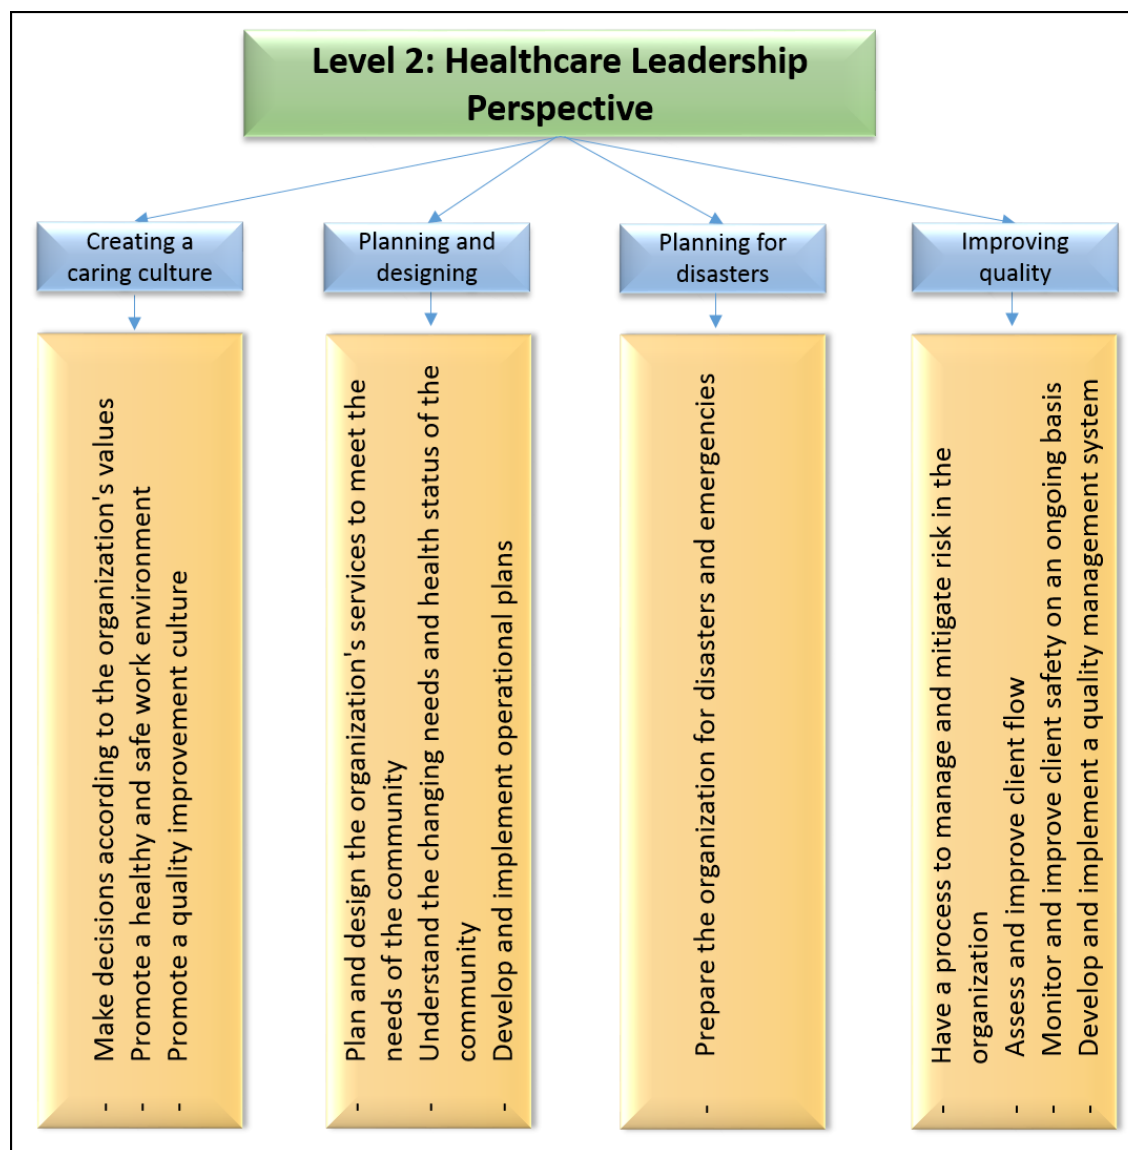 Level 2: Healthcare Leadership
Perspective
Creating a
caring culture
Planning and
designing
Planning for
disasters
Improving
quality
- Make decisions according to the organization's values
- Promote a healthy and safe work environment
- Promote a quality improvement culture
- Plan and design the organization's services to meet the
needs of the community
- Understand the changing needs and health status of the
community
- Develop and implement operational plans
- Prepare the organization for disasters and emergencies
- Have a process to manage and mitigate risk in the
organization
- Assess and improve client flow
- Monitor and improve client safety on an ongoing basis
- Develop and implement a quality management system